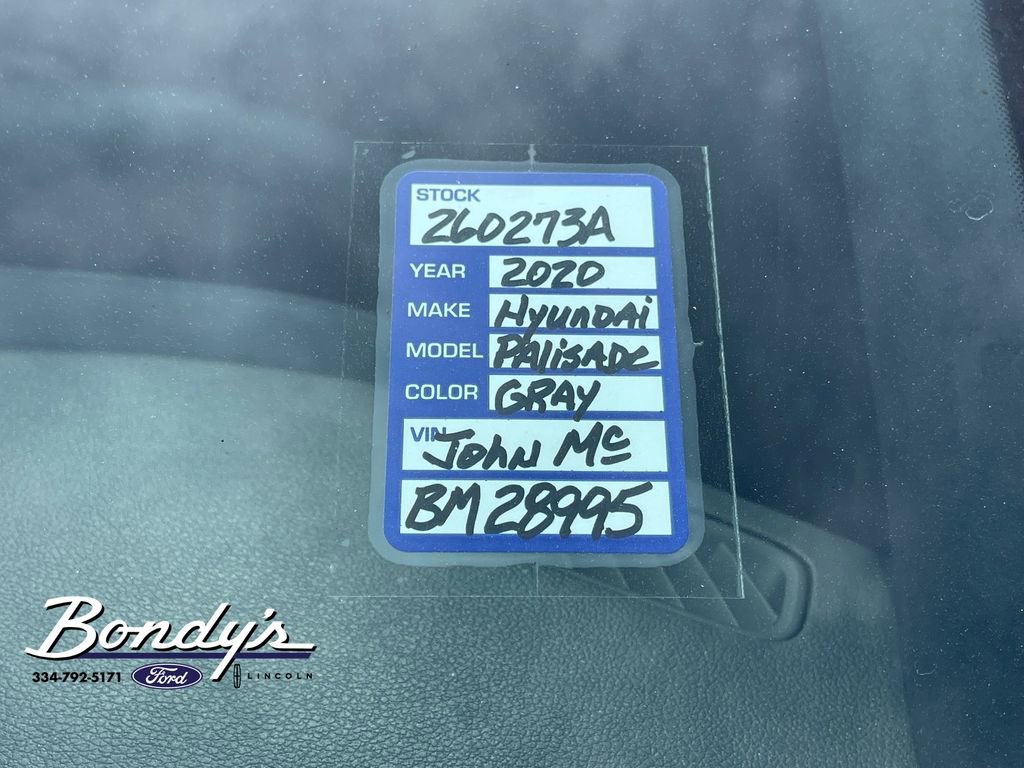 STOCK
260273A
YEAR 2020
MAKE HyundAi
MODEL PAlisADe
COLOR GRAY
VIN John Mc
BM28995
Bondy's
334-792-5171 Ford LINCOLN